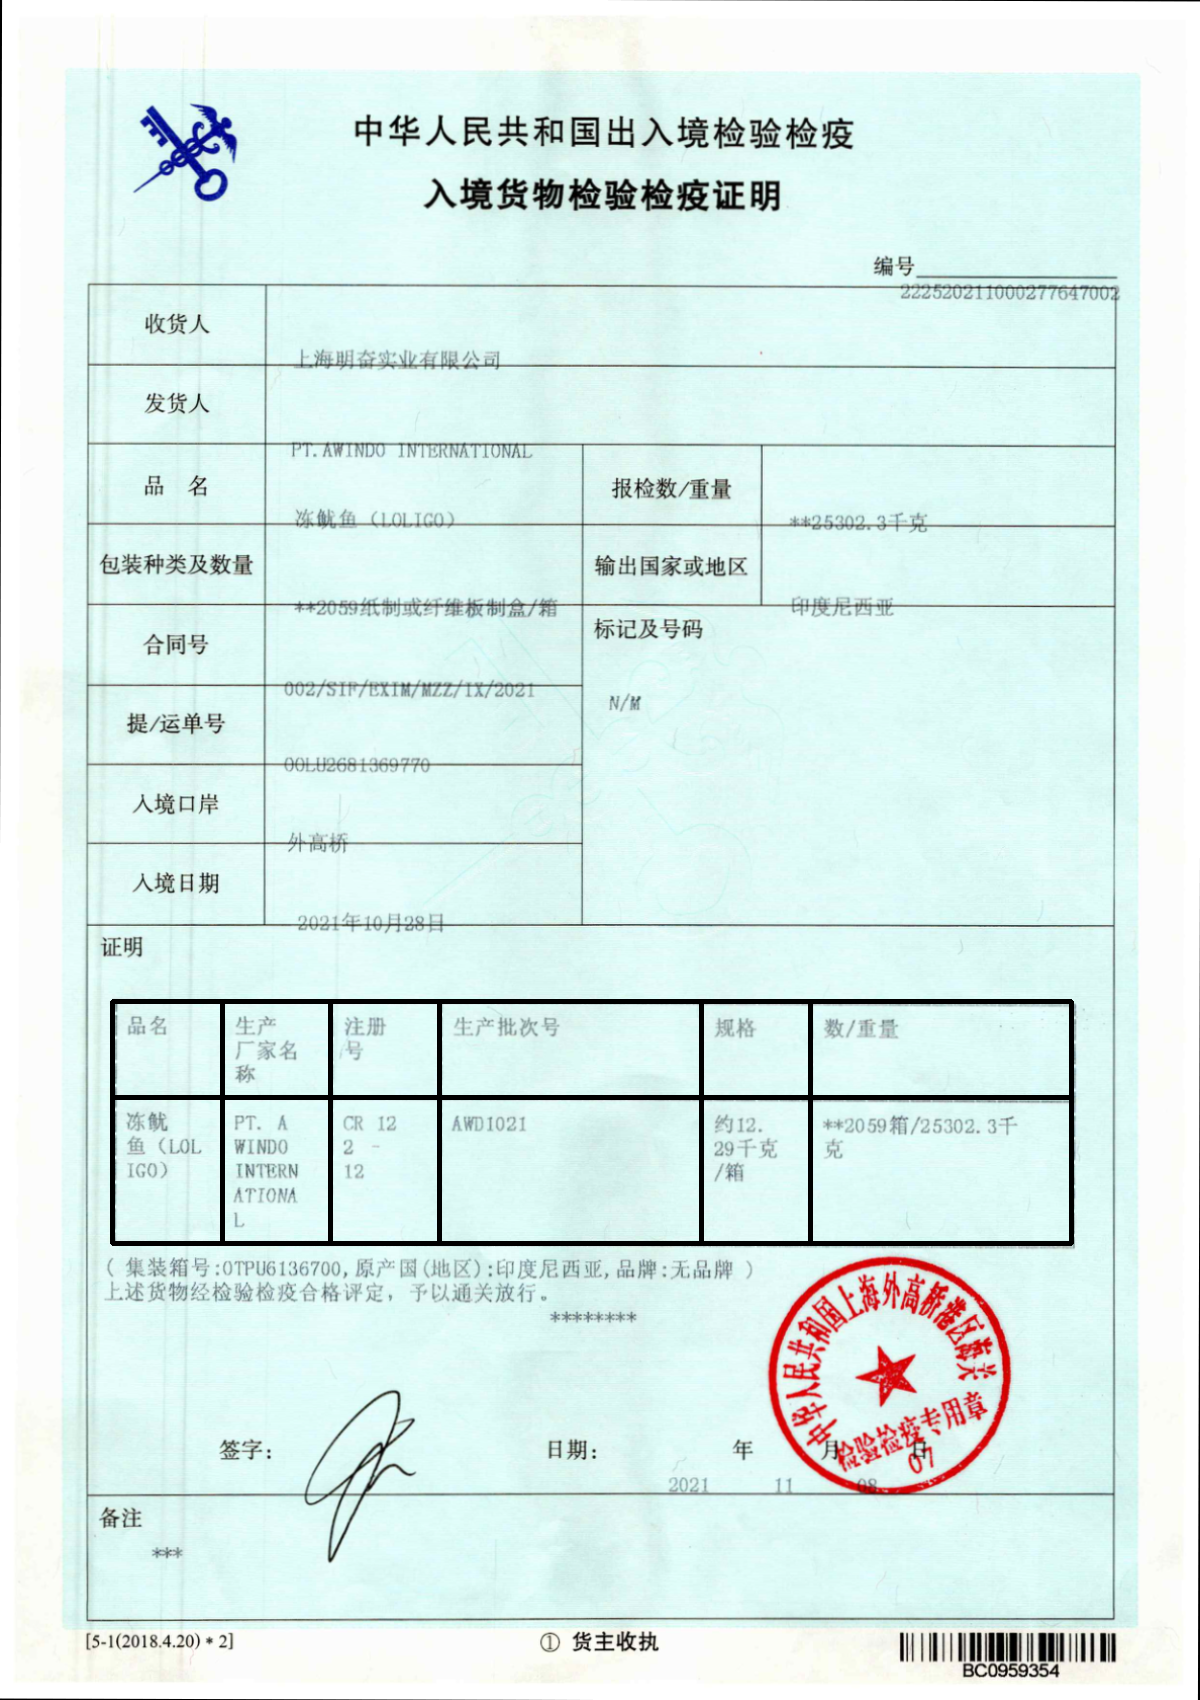 中华人民共和国出入境检验检疫
入境货物检验检疫证明
编号
222520211000277647002
收货人
上海明奋实业有限公司
发货人
PT.AWINDO INTERNATIONAL
品 名
冻鱿鱼（LOLIGO）
报检数/重量
**25302.3千克
包装种类及数量
**2059纸制或纤维板制盒/箱
输出国家或地区
印度尼西亚
合同号
002/SIF/EXIM/MZZ/IX/2021
标记及号码
N/M
提/运单号
OOLU2681369770
入境口岸
外高桥
入境日期
2021年10月28日
证明
品名 生产 注册 生产批次号 规格 数/重量
厂家名 号
称
冻鱿 PT. A CR 12 AWD1021 约12. **2059箱/25302.3千
鱼（LOL WINDO 2 - 29千克 克
IGO） INTERN 12 /箱
ATIONA
L
( 集装箱号:OTPU6136700,原产国(地区):印度尼西亚,品牌:无品牌 )
上述货物经检验检疫合格评定，予以通关放行。
********
中华人民共和国上海外高桥港区海关
检验检疫专用章
07
签字： 日期： 年 月 日
2021 11 08
备注
***
[5-1(2018.4.20) * 2]
① 货主收执
BC0959354